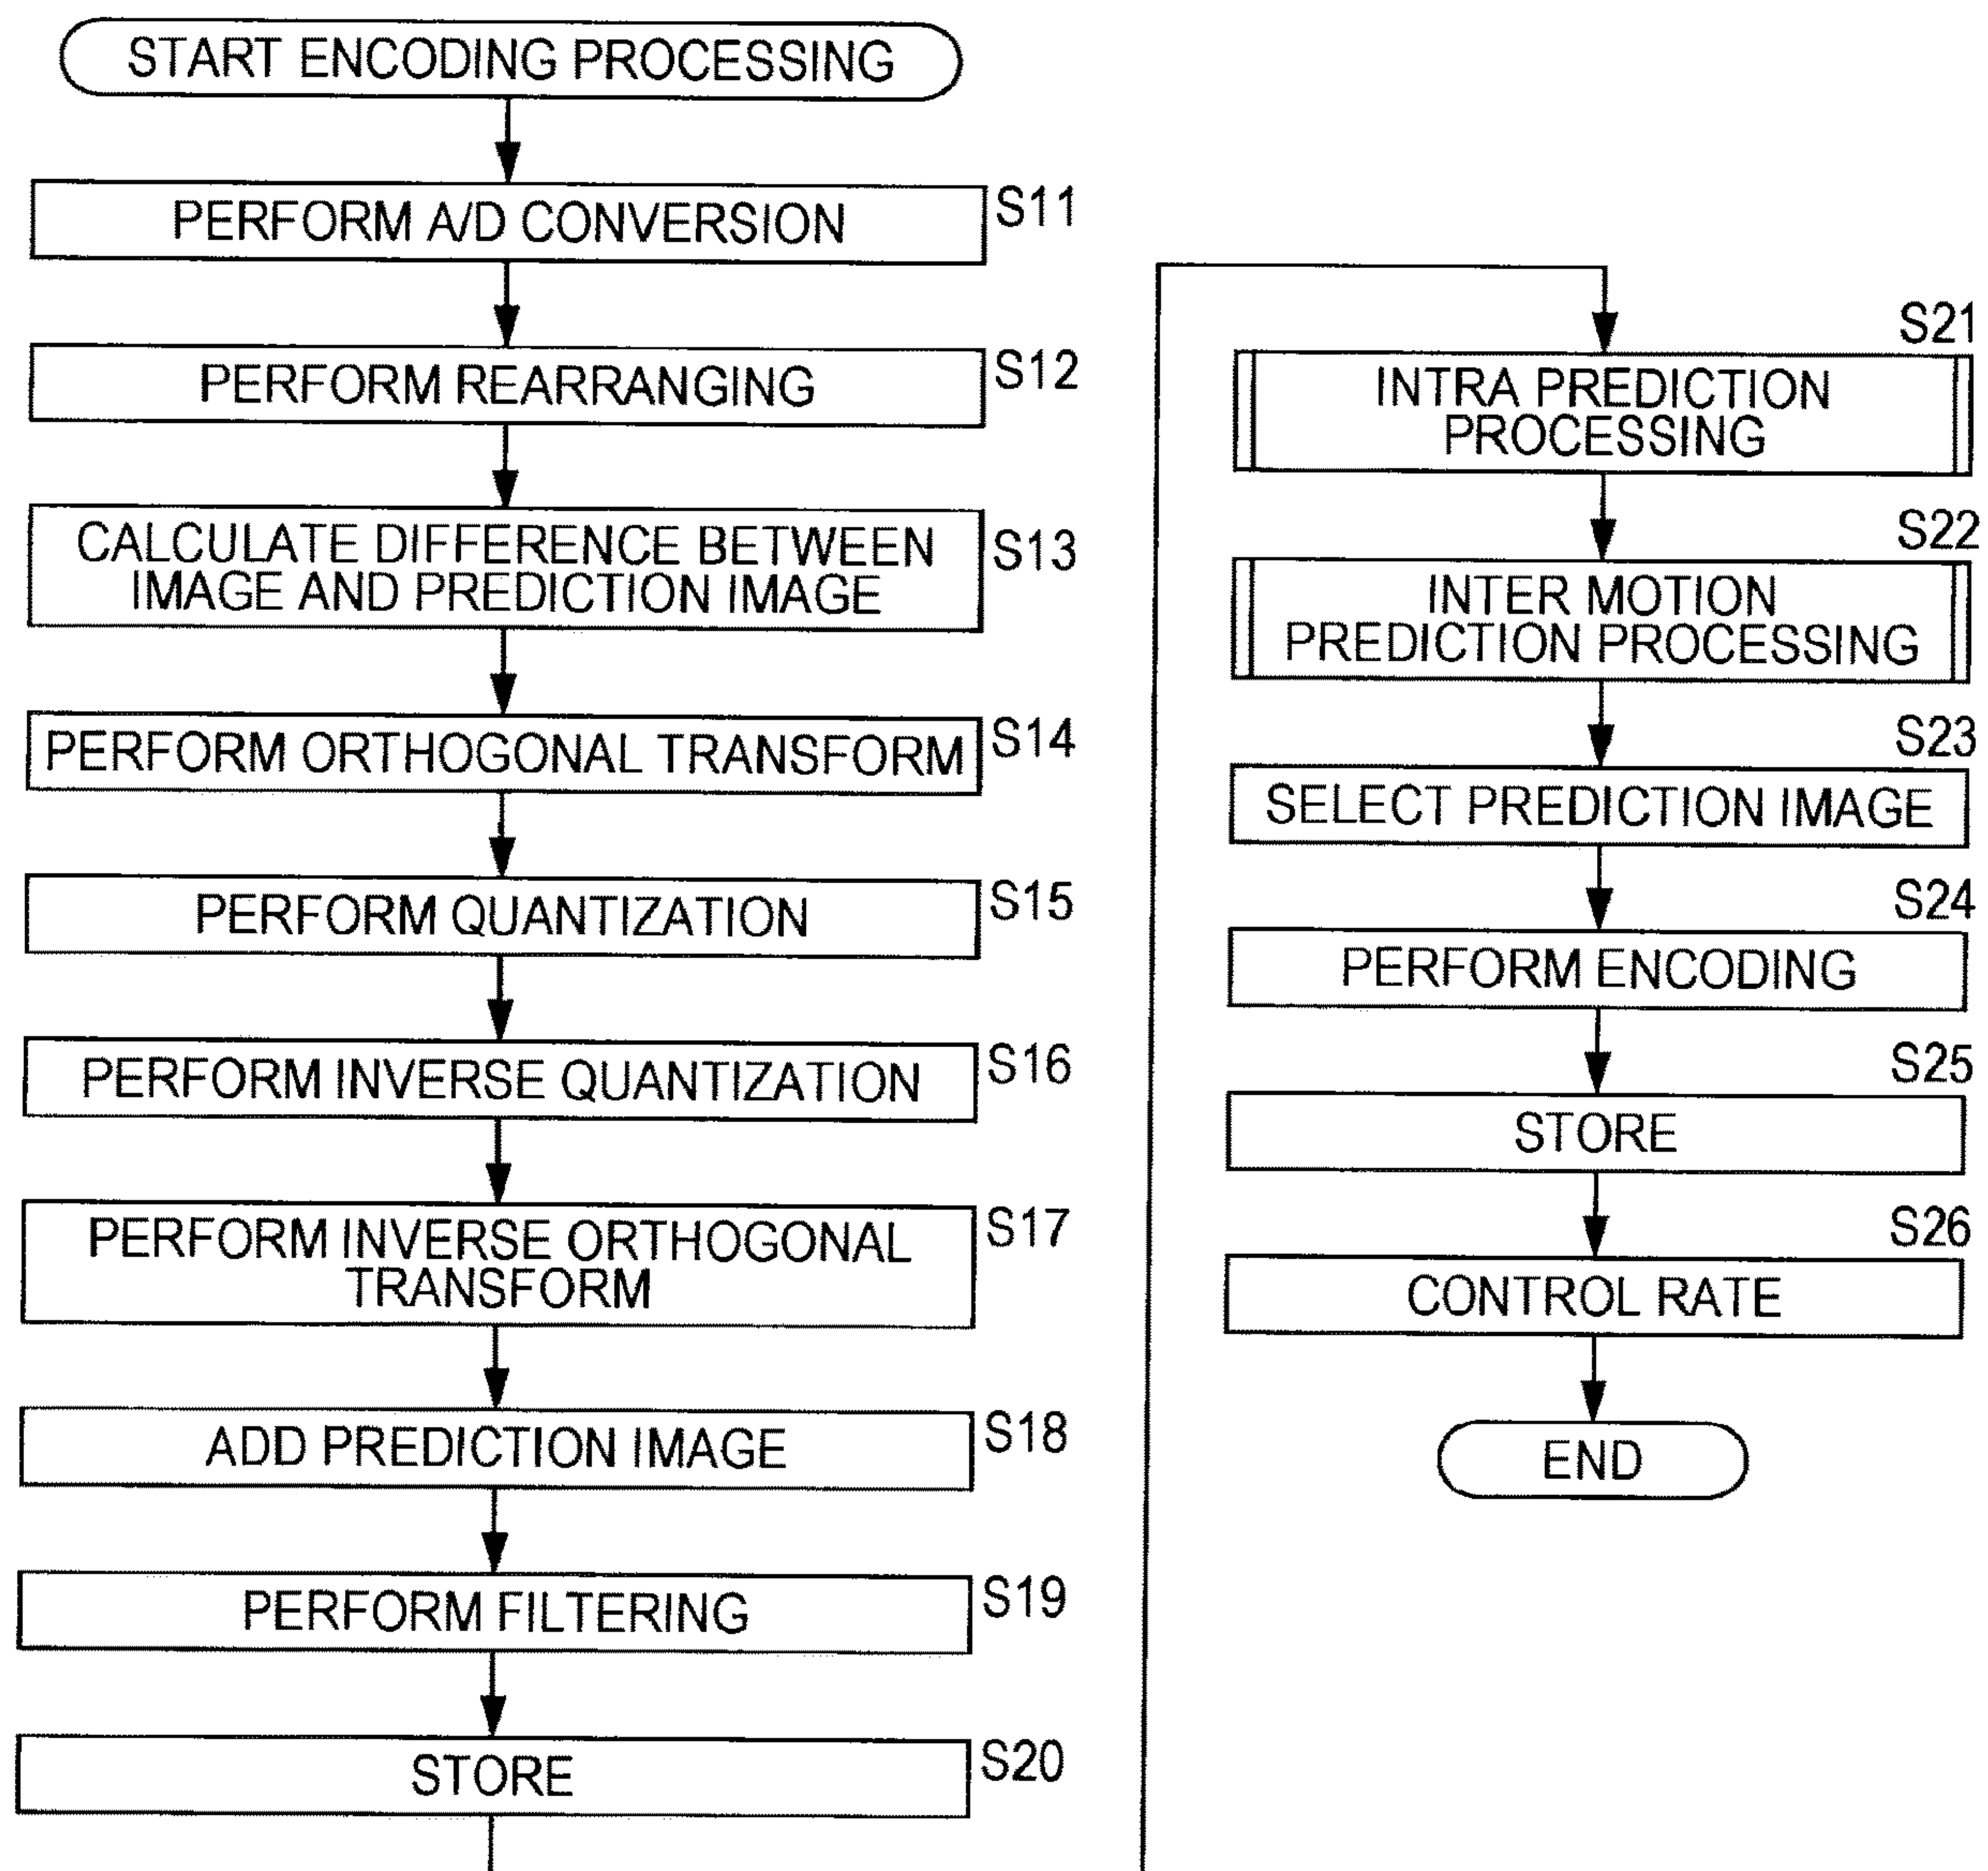 START ENCODING PROCESSING
PERFORM A/D CONVERSION
S11
PERFORM REARRANGING
S12
CALCULATE DIFFERENCE BETWEEN
IMAGE AND PREDICTION IMAGE
S13
PERFORM ORTHOGONAL TRANSFORM
S14
PERFORM QUANTIZATION
S15
PERFORM INVERSE QUANTIZATION
S16
PERFORM INVERSE ORTHOGONAL
TRANSFORM
S17
ADD PREDICTION IMAGE
S18
PERFORM FILTERING
S19
STORE
S20
S21
INTRA PREDICTION
PROCESSING
S22
INTER MOTION
PREDICTION PROCESSING
S23
SELECT PREDICTION IMAGE
S24
PERFORM ENCODING
S25
STORE
S26
CONTROL RATE
END